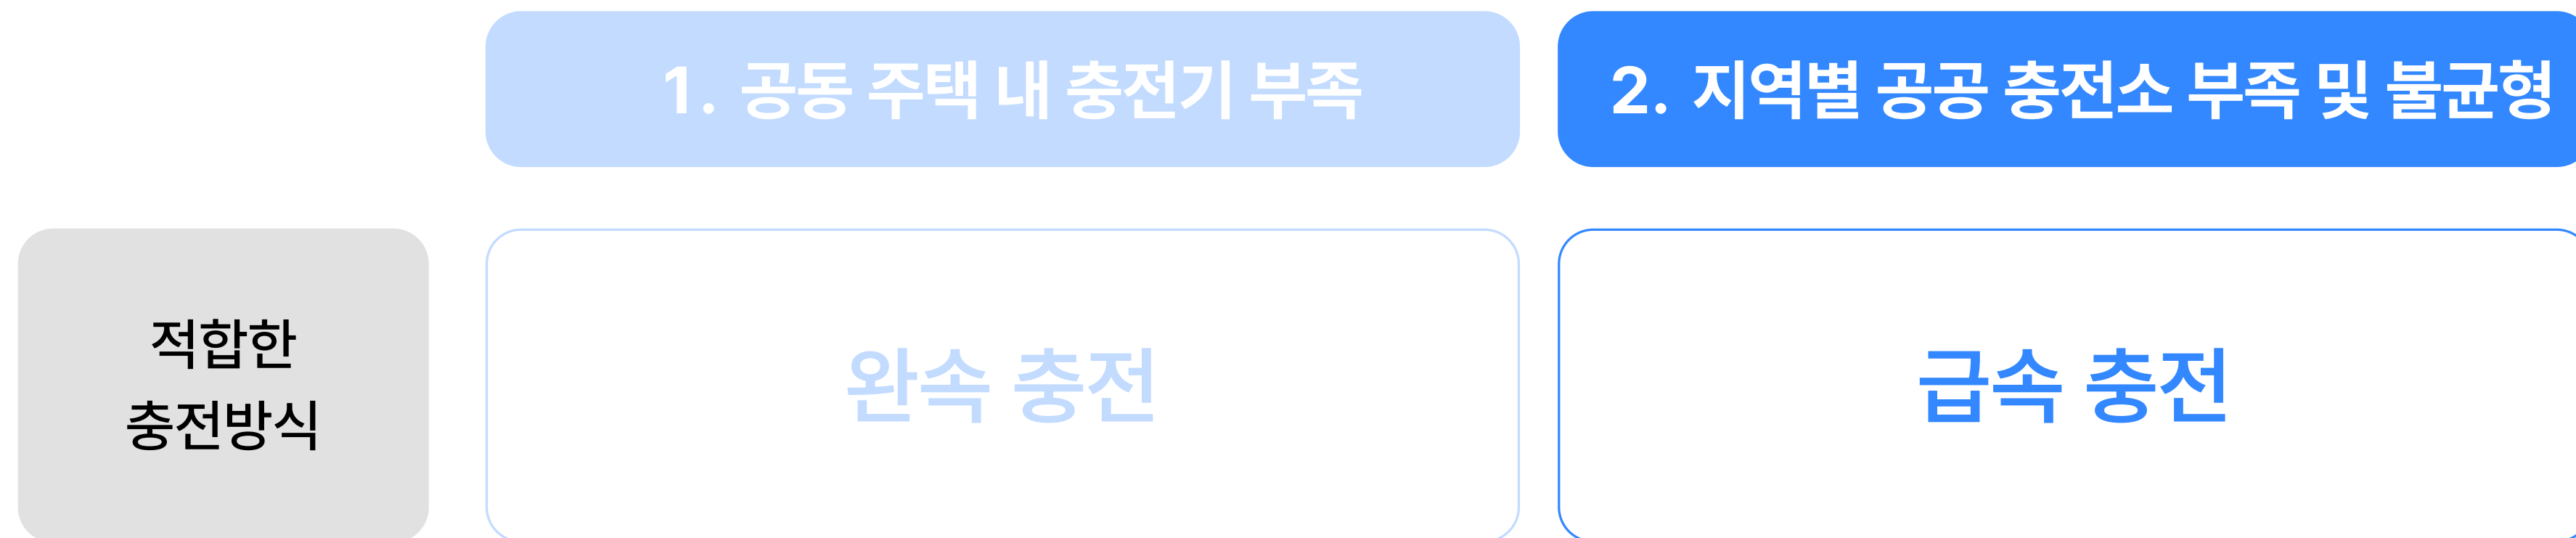 1. 공동 주택 내 충전기 부족
2. 지역별 공공 충전소 부족 및 불균형
적합한
충전방식
완속 충전
급속 충전